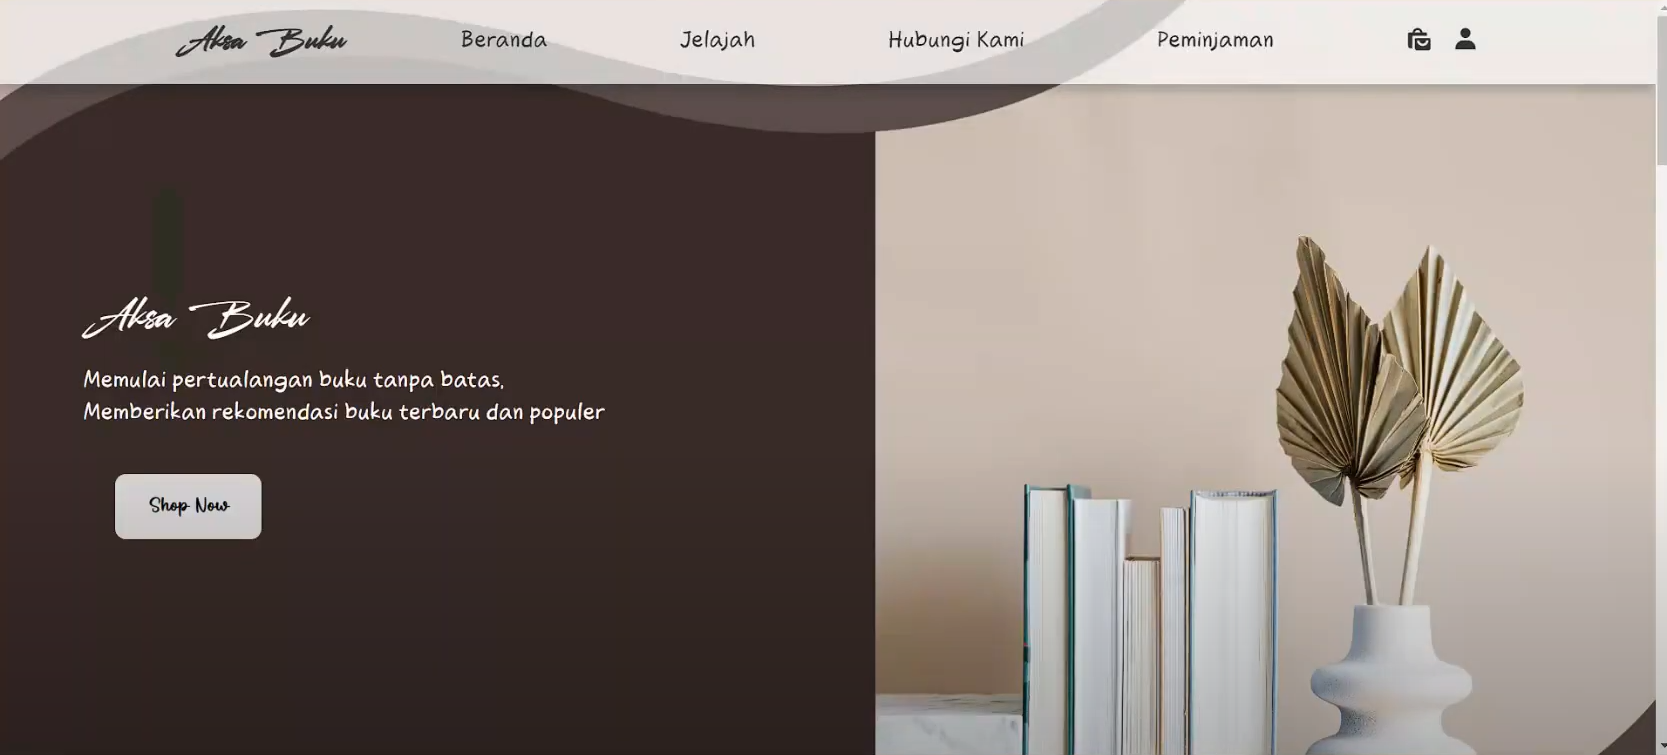 Aksa Buku Beranda Jelajah Hubungi Kami Peminjaman
Aksa Buku
Memulai pertualangan buku tanpa batas,
Memberikan rekomendasi buku terbaru dan populer
Shop Now